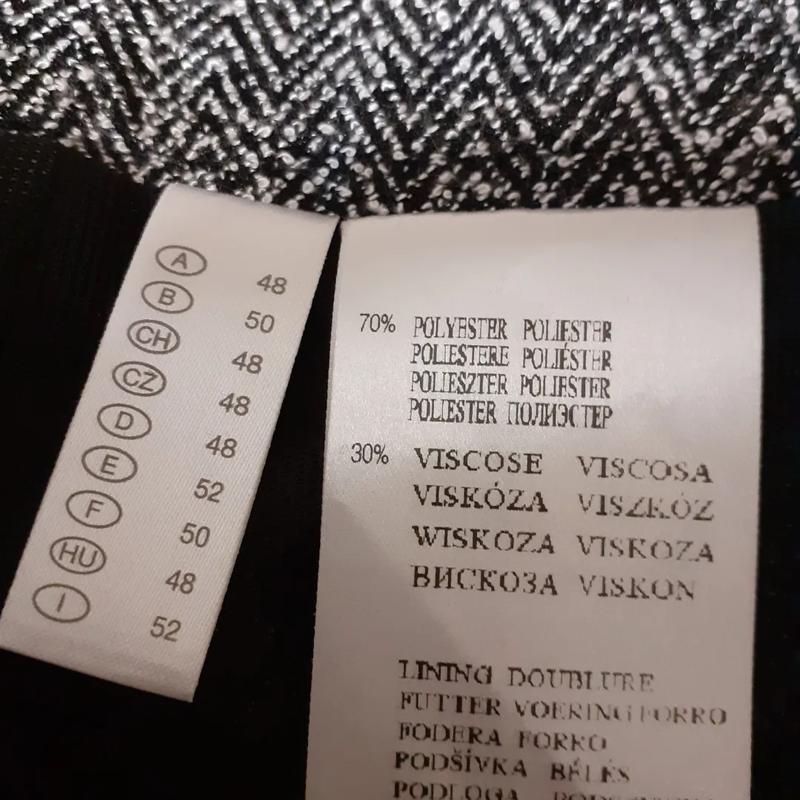 A 48
B 50
CH 48
CZ 48
D 48
E 52
F 50
HU 48
I 52
70% POLYESTER POLIESTER
POLIESTERE POLIÉSTER
POLIESZTER POLIESTER
POLIESTER ПОЛИЭСТЕР
30% VISCOSE VISCOSA
VISKÓZA VISZKÓZ
WISKOZA VISKOZA
ВИСКОЗА VISKON
LINING DOUBLURE
FUTTER VOERING FORRO
FODERA FORRO
PODŠÍVKA BÉLÉS
PODLOGA